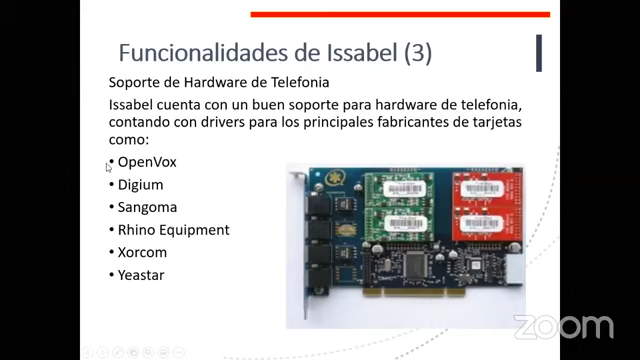 Funcionalidades de Issabel (3)
Soporte de Hardware de Telefonia
Issabel cuenta con un buen soporte para hardware de telefonia,
contando con drivers para los principales fabricantes de tarjetas
como:
• OpenVox
• Digium
• Sangoma
• Rhino Equipment
• Xorcom
• Yeastar
zoom